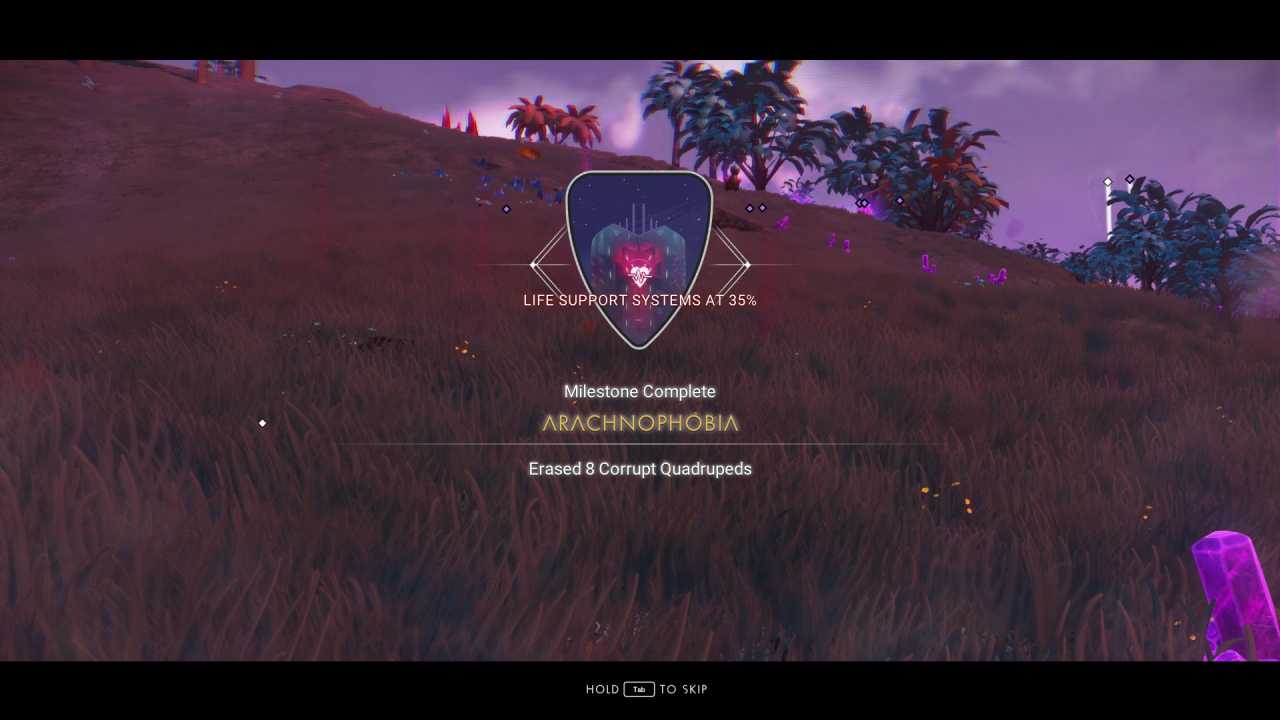 LIFE SUPPORT SYSTEMS AT 35%
Milestone Complete
ARACHNOPHOBIA
Erased 8 Corrupt Quadrupeds
HOLD Tab TO SKIP